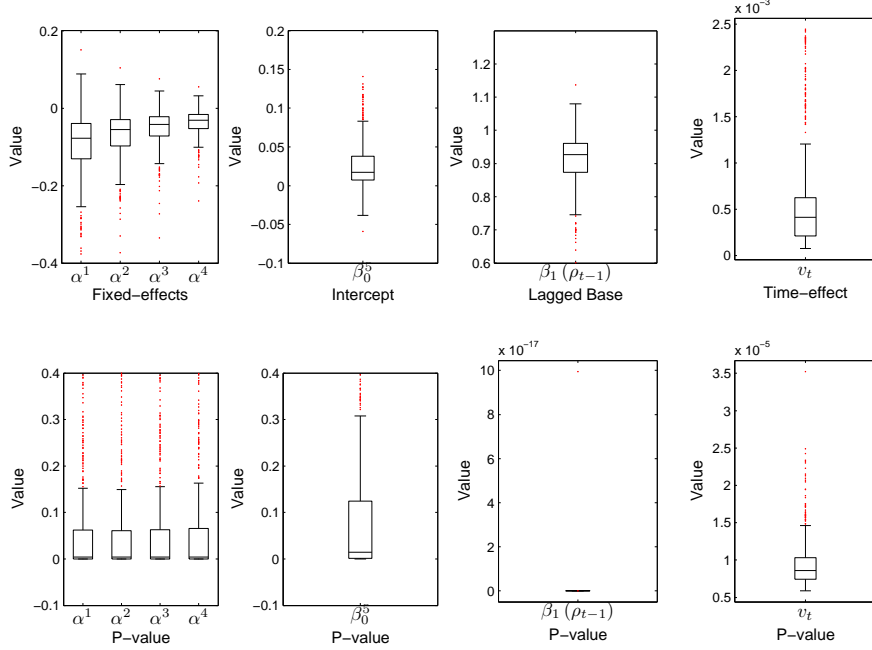 0.2
0
−0.2
−0.4
Value
α¹ α² α³ α⁴
Fixed−effects
0.2
0.15
0.1
0.05
0
−0.05
−0.1
Value
β₀⁵
Intercept
1.3
1.2
1.1
1
0.9
0.8
0.7
0.6
Value
β₁ (ρₜ₋₁)
Lagged Base
x 10⁻³
2.5
2
1.5
1
0.5
0
Value
vₜ
Time−effect
0.4
0.3
0.2
0.1
0
−0.1
Value
α¹ α² α³ α⁴
P−value
0.4
0.3
0.2
0.1
0
−0.1
Value
β₀⁵
P−value
x 10⁻¹⁷
10
8
6
4
2
0
Value
β₁ (ρₜ₋₁)
P−value
x 10⁻⁵
3.5
3
2.5
2
1.5
1
0.5
Value
vₜ
P−value